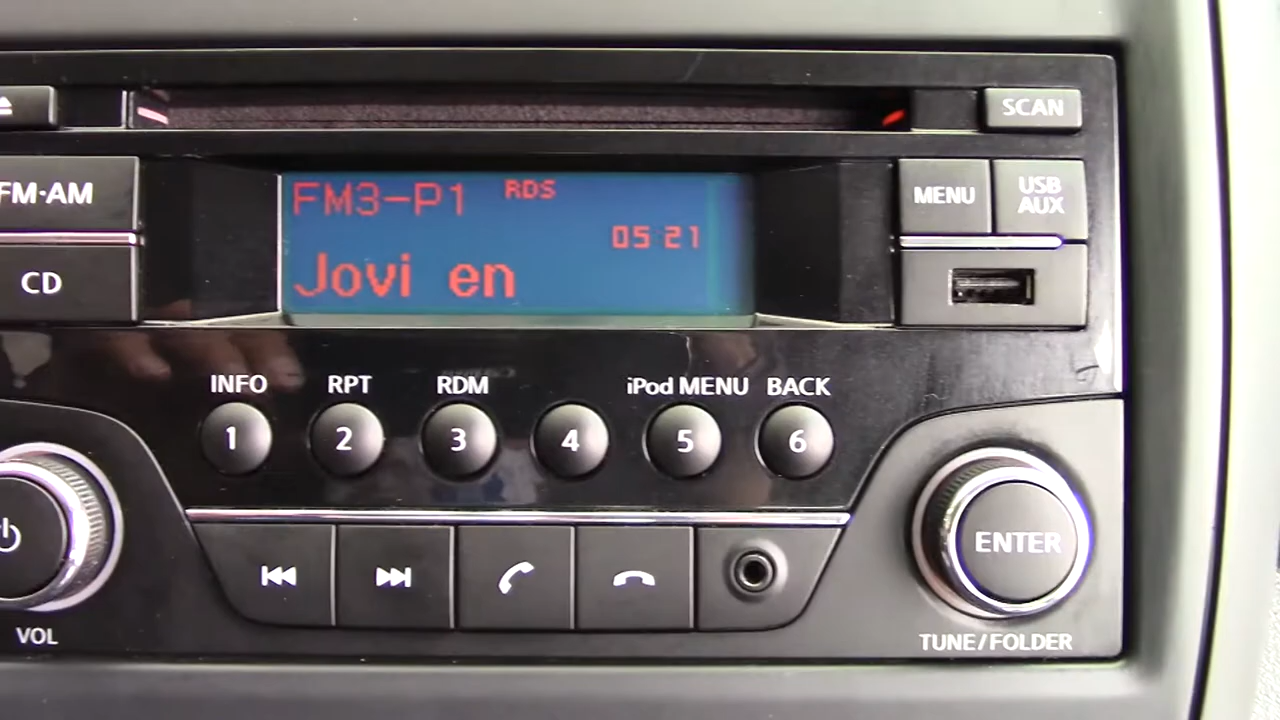 SCAN
FM-AM
MENU
USB AUX
FM3-P1 RDS
05 21
Jovi en
CD
INFO RPT RDM iPod MENU BACK
1 2 3 4 5 6
ENTER
VOL
TUNE/FOLDER